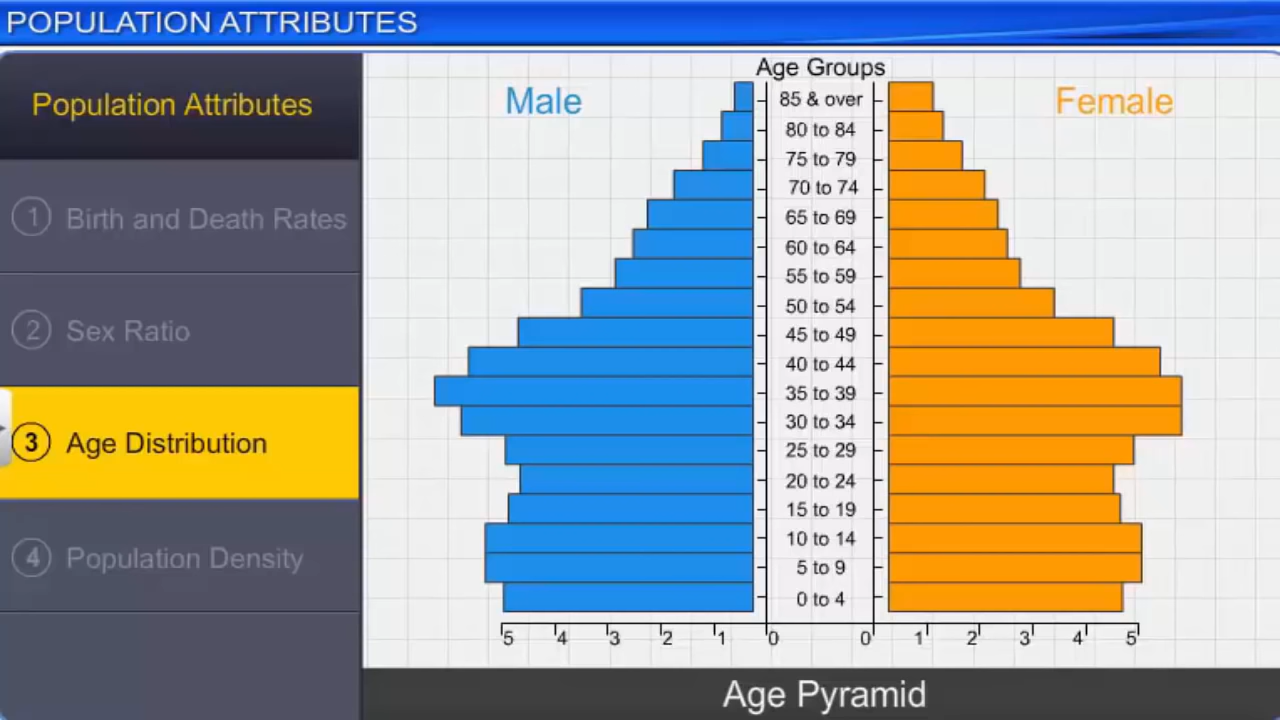 POPULATION ATTRIBUTES
Population Attributes
1 Birth and Death Rates
2 Sex Ratio
3 Age Distribution
4 Population Density
Age Groups
Male
Female
85 & over
80 to 84
75 to 79
70 to 74
65 to 69
60 to 64
55 to 59
50 to 54
45 to 49
40 to 44
35 to 39
30 to 34
25 to 29
20 to 24
15 to 19
10 to 14
5 to 9
0 to 4
5 4 3 2 1 0 0 1 2 3 4 5
Age Pyramid